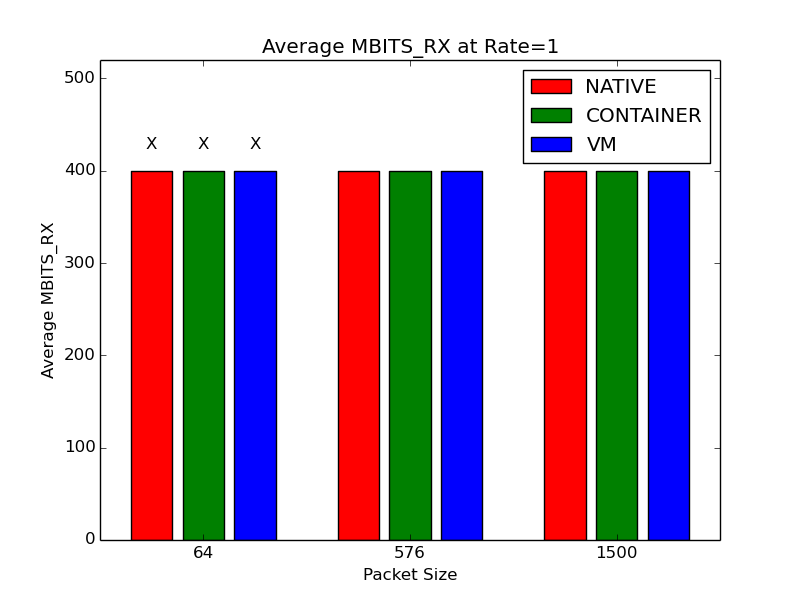 Average MBITS_RX at Rate=1
NATIVE
CONTAINER
VM
X X X
500
400
300
200
100
0
Average MBITS_RX
64 576 1500
Packet Size